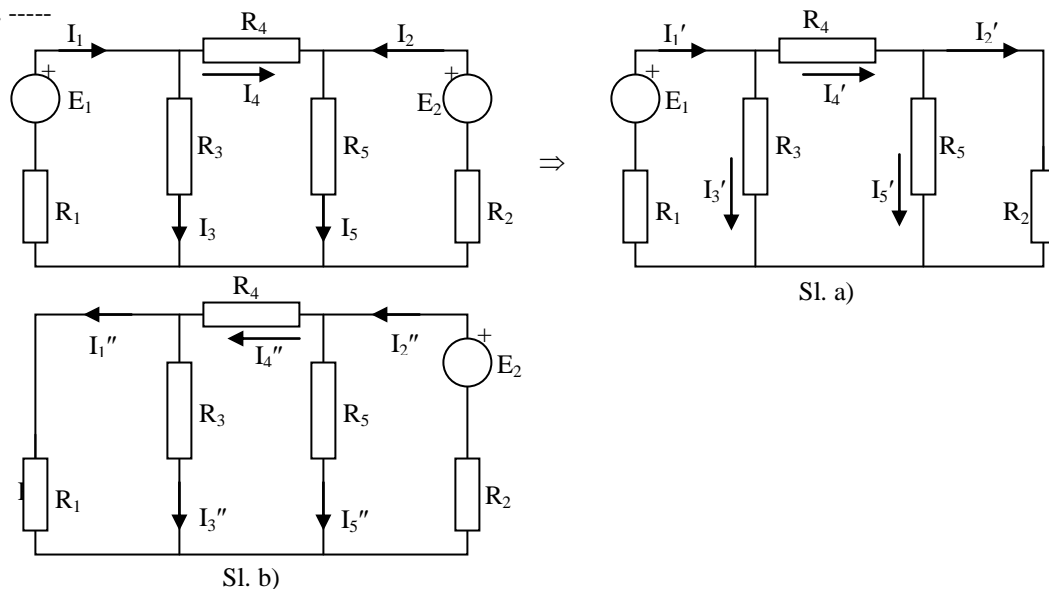 -----
I₁ R₄ I₂
+ +
E₁ I₄ E₂
R₃ R₅
R₁ I₃ I₅ R₂
⇒
I₁′ R₄ I₂′
+
E₁ I₄′
R₃ R₅
I₃′ I₅′
R₁ R₂
Sl. a)
R₄
I₁″ I₄″ I₂″ +
E₂
R₃ R₅
R₁ R₂
I₃″ I₅″
Sl. b)